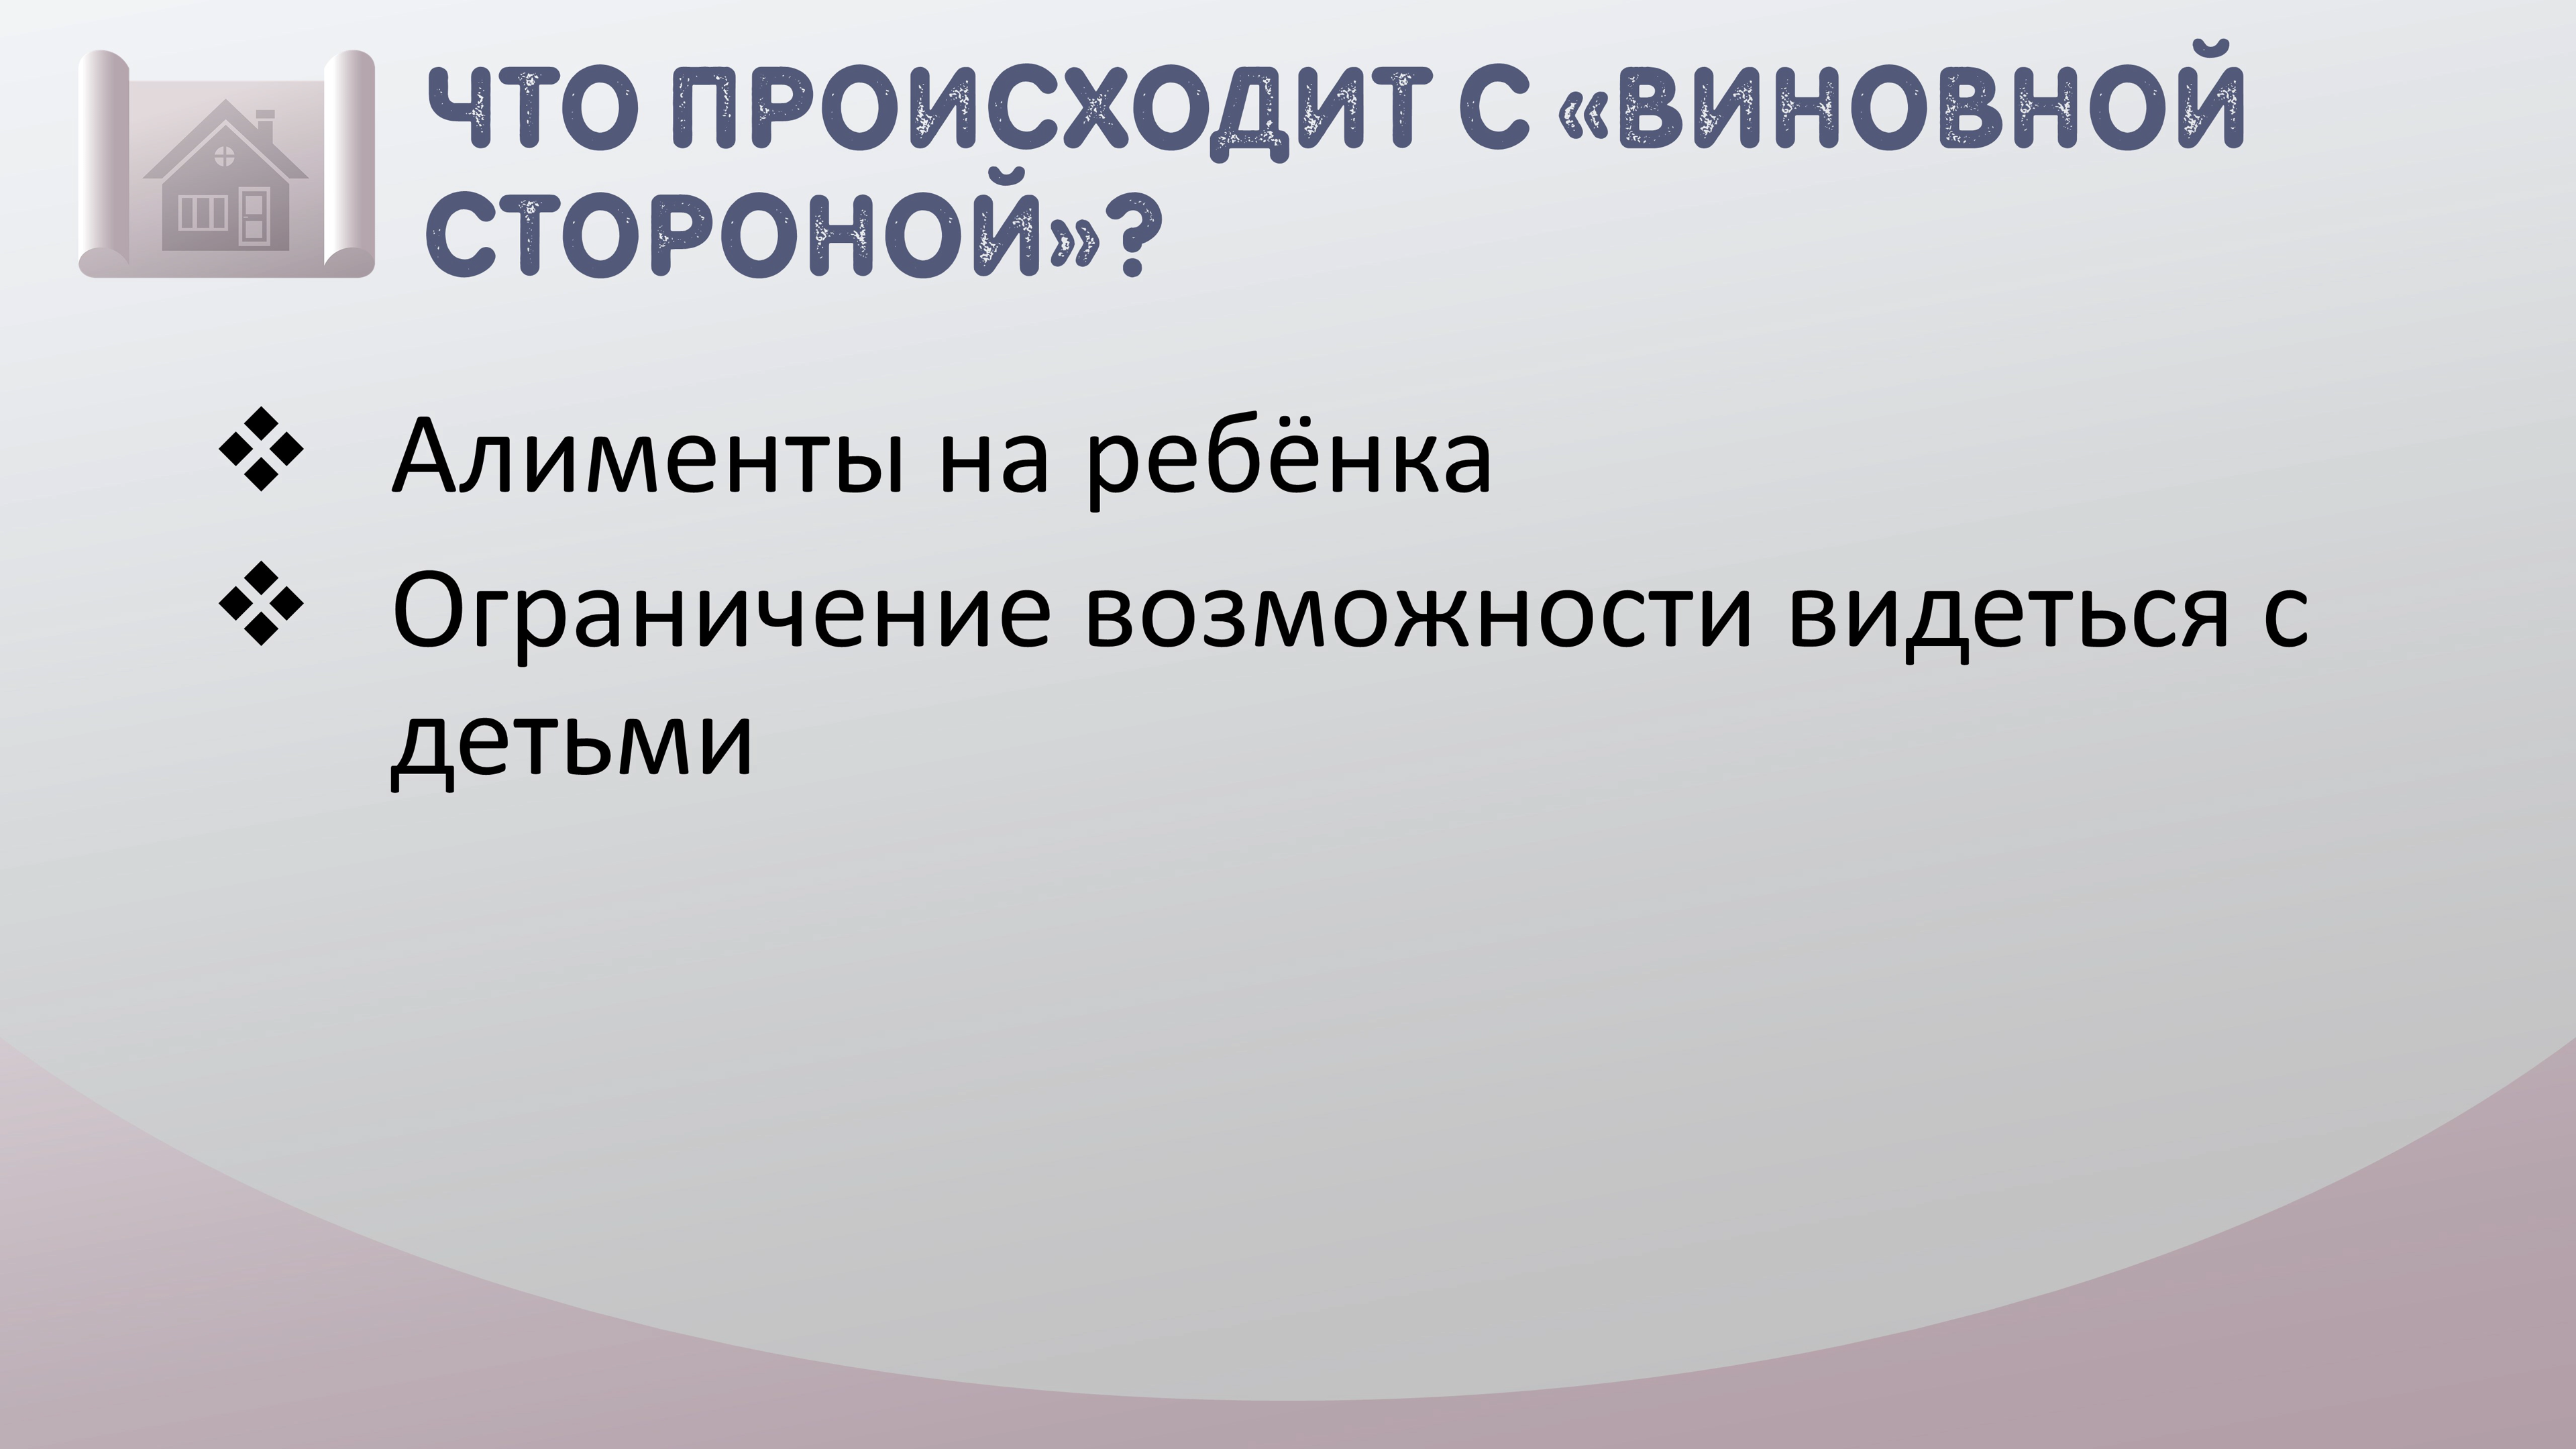 ЧТО ПРОИСХОДИТ С «ВИНОВНОЙ
СТОРОНОЙ»?
❖ Алименты на ребёнка
❖ Ограничение возможности видеться с
детьми